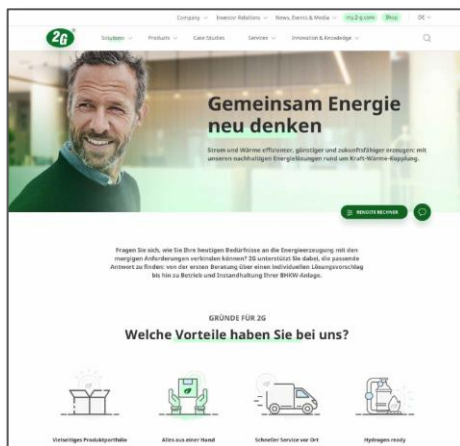 Company Investor Relations News, Events & Media my.2-g.com Shop DE
2G
Solutions Products Case Studies Services Innovation & Knowledge
Gemeinsam Energie
neu denken
Strom und Wärme effizienter, günstiger und zukunftsfähiger erzeugen: mit
unseren nachhaltigen Energielösungen rund um Kraft-Wärme-Kopplung.
RENDITE RECHNER
Fragen Sie sich, wie Sie Ihre heutigen Bedürfnisse an die Energieerzeugung mit den
morgigen Anforderungen verbinden können? 2G unterstützt Sie dabei, die passende
Antwort zu finden: von der ersten Beratung über einen individuellen Lösungsvorschlag
bis hin zu Betrieb und Instandhaltung Ihrer BHKW-Anlage.
GRÜNDE FÜR 2G
Welche Vorteile haben Sie bei uns?
Vielseitiges Produktportfolio Alles aus einer Hand Schneller Service vor Ort Hydrogen ready